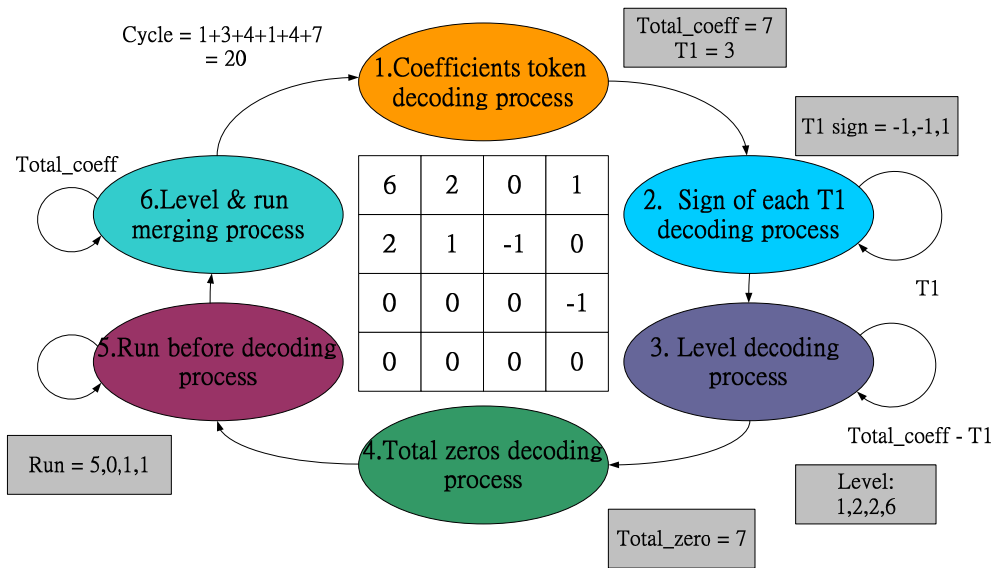 Cycle = 1+3+4+1+4+7
= 20
1.Coefficients token
decoding process
Total_coeff = 7
T1 = 3
T1 sign = -1,-1,1
Total_coeff
6.Level & run
merging process
6 2 0 1
2 1 -1 0
0 0 0 -1
0 0 0 0
2. Sign of each T1
decoding process
T1
5.Run before decoding
process
3. Level decoding
process
Total_coeff - T1
4.Total zeros decoding
process
Run = 5,0,1,1
Level:
1,2,2,6
Total_zero = 7